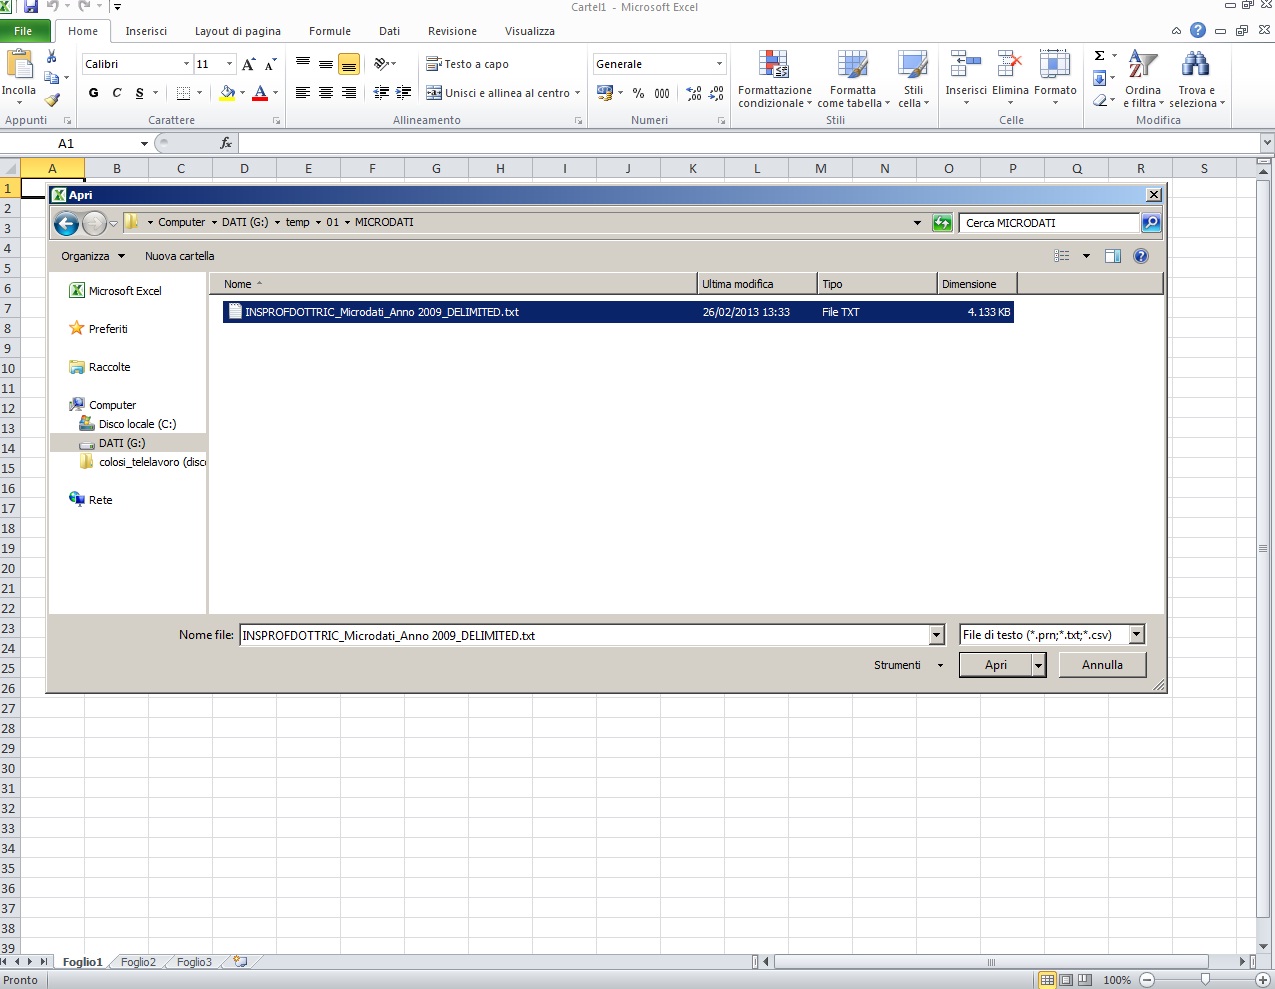 Cartel1 - Microsoft Excel
File Home Inserisci Layout di pagina Formule Dati Revisione Visualizza
Incolla
Calibri 11
G C S
Testo a capo
Unisci e allinea al centro
Generale
% 000
Formattazione condizionale
Formatta come tabella
Stili cella
Inserisci Elimina Formato
Ordina e filtra
Trova e seleziona
Appunti Carattere Allineamento Numeri Stili Celle Modifica
A1 fx
A B C D E F G H I J K L M N O P Q R S
1
2
3
4
5
6
7
8
9
10
11
12
13
14
15
16
17
18
19
20
21
22
23
24
25
26
27
28
29
30
31
32
33
34
35
36
37
38
39
Apri
Computer DATI (G:) temp 01 MICRODATI
Cerca MICRODATI
Organizza Nuova cartella
Microsoft Excel
Preferiti
Raccolte
Computer
Disco locale (C:)
DATI (G:)
colosi_telelavoro (disc
Rete
Nome Ultima modifica Tipo Dimensione
INSPROFDOTTRIC_Microdati_Anno 2009_DELIMITED.txt 26/02/2013 13:33 File TXT 4.133 KB
Nome file: INSPROFDOTTRIC_Microdati_Anno 2009_DELIMITED.txt File di testo (*.prn;*.txt;*.csv)
Strumenti Apri Annulla
Foglio1 Foglio2 Foglio3
Pronto 100%